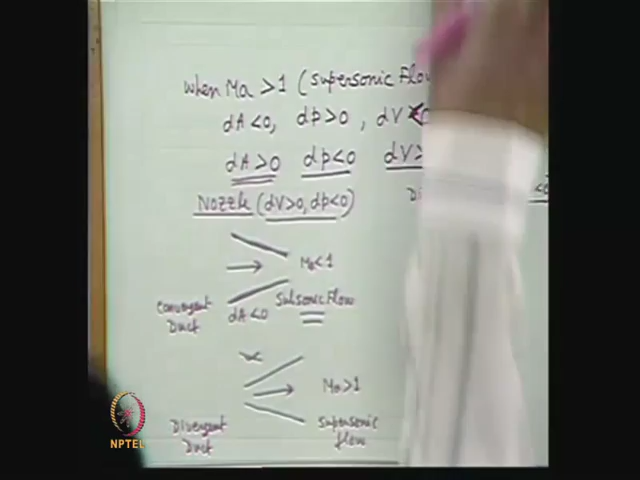 when Ma > 1 (supersonic Flow
dA<0, dp>0, dV<0
dA>0 dp<0 dV>
Nozzle (dV>0, dp<0)
Ma<1
Convergent Duct
dA<0
Subsonic Flow
Ma>1
Divergent Duct
supersonic flow
NPTEL